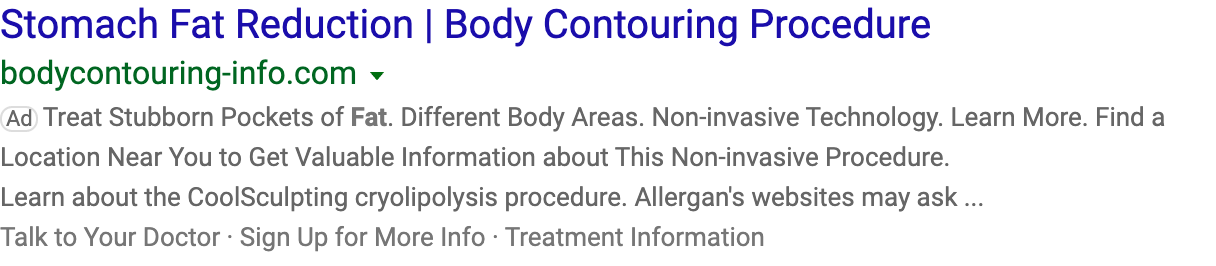 Stomach Fat Reduction | Body Contouring Procedure
bodycontouring-info.com
Ad Treat Stubborn Pockets of Fat. Different Body Areas. Non-invasive Technology. Learn More. Find a
Location Near You to Get Valuable Information about This Non-invasive Procedure.
Learn about the CoolSculpting cryolipolysis procedure. Allergan's websites may ask ...
Talk to Your Doctor · Sign Up for More Info · Treatment Information